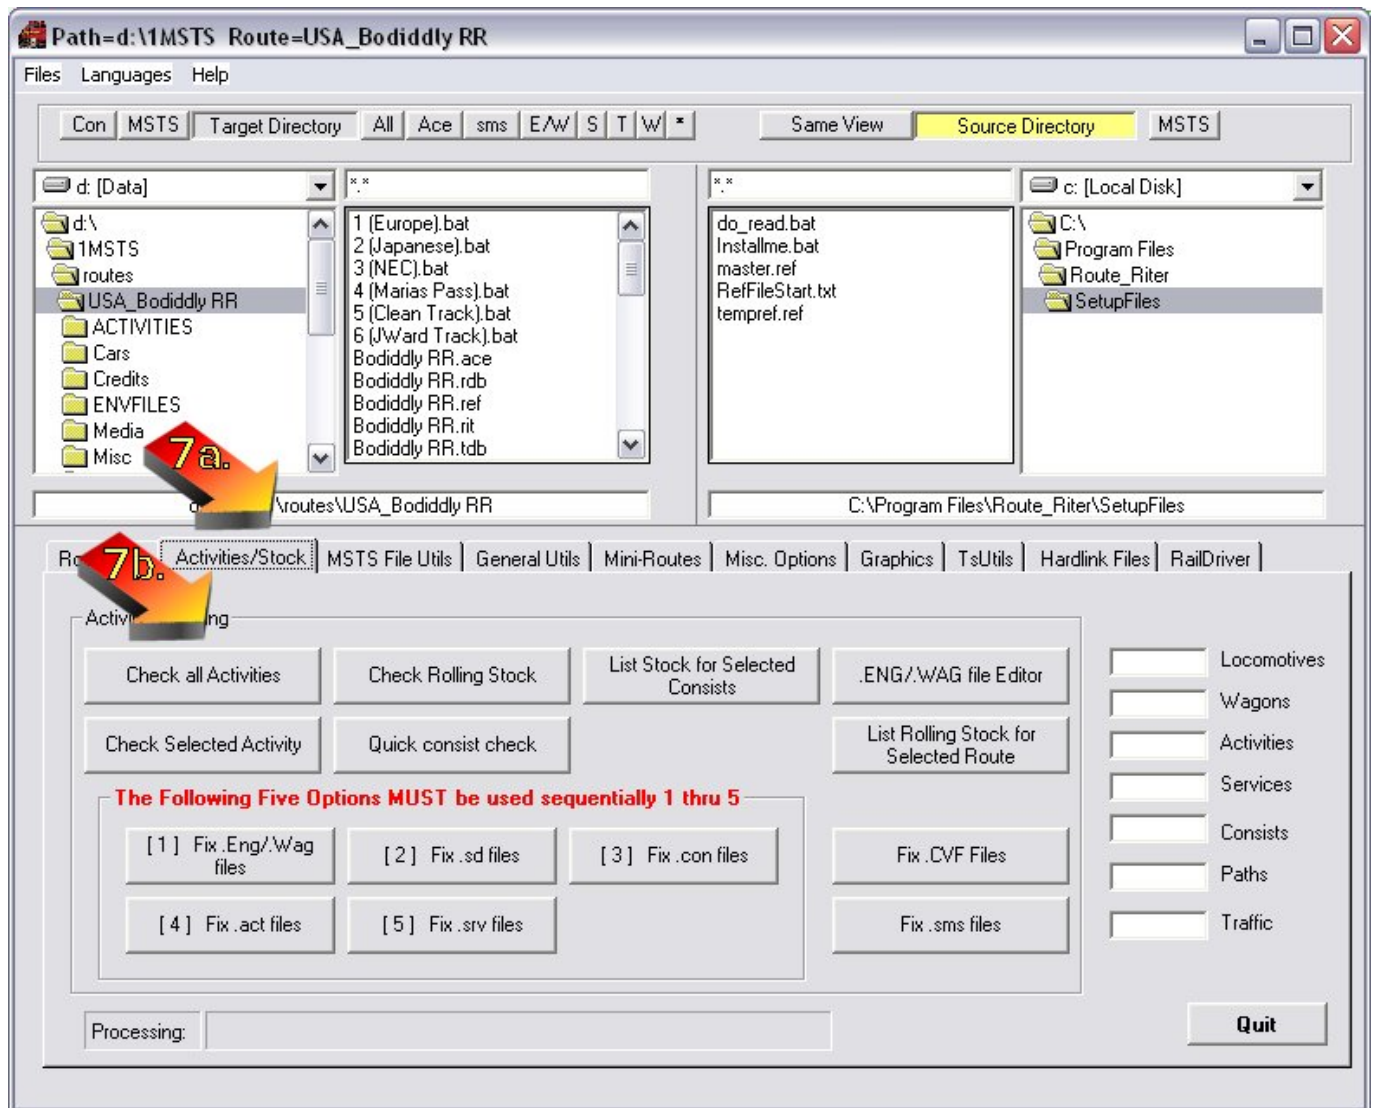 Path=d:\1MSTS Route=USA_Bodiddly RR
Files Languages Help
Con MSTS Target Directory All Ace sms E/W S T W * Same View Source Directory MSTS
d: [Data] *.* *.* c: [Local Disk]
d:\
1MSTS
routes
USA_Bodiddly RR
ACTIVITIES
Cars
Credits
ENVFILES
Media
Misc
1 (Europe).bat
2 (Japanese).bat
3 (NEC).bat
4 (Marias Pass).bat
5 (Clean Track).bat
6 (JWard Track).bat
Bodiddly RR.ace
Bodiddly RR.rdb
Bodiddly RR.ref
Bodiddly RR.rit
Bodiddly RR.tdb
do_read.bat
Installme.bat
master.ref
RefFileStart.txt
tempref.ref
C:\
Program Files
Route_Riter
SetupFiles
7a.
\routes\USA_Bodiddly RR C:\Program Files\Route_Riter\SetupFiles
7b.
Activities/Stock MSTS File Utils General Utils Mini-Routes Misc. Options Graphics TsUtils Hardlink Files RailDriver
Check all Activities
Check Rolling Stock
List Stock for Selected
Consists
.ENG/.WAG file Editor
Check Selected Activity
Quick consist check
List Rolling Stock for
Selected Route
The Following Five Options MUST be used sequentially 1 thru 5
[ 1 ] Fix .Eng/.Wag
files
[ 2 ] Fix .sd files
[ 3 ] Fix .con files
Fix .CVF Files
[ 4 ] Fix .act files
[ 5 ] Fix .srv files
Fix .sms files
Locomotives
Wagons
Activities
Services
Consists
Paths
Traffic
Processing:
Quit